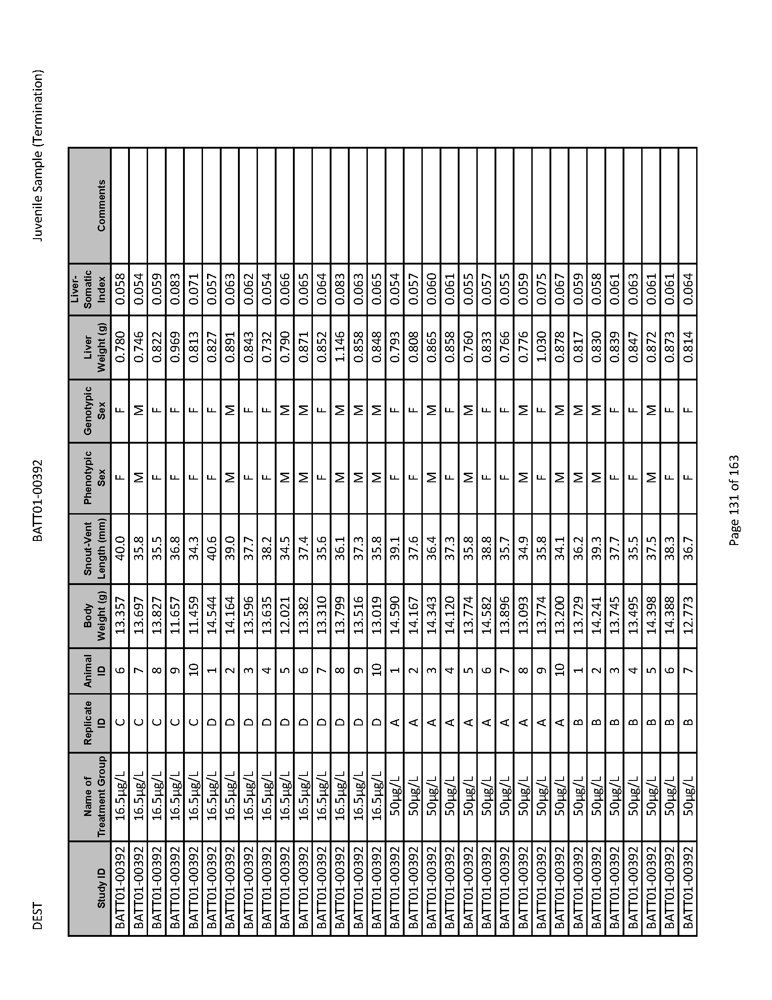 DEST BATT01-00392 Juvenile Sample (Termination)
Study ID Name of Treatment Group Replicate ID Animal ID Body Weight (g) Snout-Vent Length (mm) Phenotypic Sex Genotypic Sex Liver Weight (g) Liver-Somatic Index Comments
BATT01-00392 16.5µg/L C 6 13.357 40.0 F F 0.780 0.058
BATT01-00392 16.5µg/L C 7 13.697 35.8 M M 0.746 0.054
BATT01-00392 16.5µg/L C 8 13.827 35.5 F F 0.822 0.059
BATT01-00392 16.5µg/L C 9 11.657 36.8 F F 0.969 0.083
BATT01-00392 16.5µg/L C 10 11.459 34.3 F F 0.813 0.071
BATT01-00392 16.5µg/L D 1 14.544 40.6 F F 0.827 0.057
BATT01-00392 16.5µg/L D 2 14.164 39.0 M M 0.891 0.063
BATT01-00392 16.5µg/L D 3 13.596 37.7 F F 0.843 0.062
BATT01-00392 16.5µg/L D 4 13.635 38.2 F F 0.732 0.054
BATT01-00392 16.5µg/L D 5 12.021 34.5 M M 0.790 0.066
BATT01-00392 16.5µg/L D 6 13.382 37.4 M M 0.871 0.065
BATT01-00392 16.5µg/L D 7 13.310 35.6 F F 0.852 0.064
BATT01-00392 16.5µg/L D 8 13.799 36.1 M M 1.146 0.083
BATT01-00392 16.5µg/L D 9 13.516 37.3 M M 0.858 0.063
BATT01-00392 16.5µg/L D 10 13.019 35.8 M M 0.848 0.065
BATT01-00392 50µg/L A 1 14.590 39.1 F F 0.793 0.054
BATT01-00392 50µg/L A 2 14.167 37.6 F F 0.808 0.057
BATT01-00392 50µg/L A 3 14.343 36.4 M M 0.865 0.060
BATT01-00392 50µg/L A 4 14.120 37.3 F F 0.858 0.061
BATT01-00392 50µg/L A 5 13.774 35.8 M M 0.760 0.055
BATT01-00392 50µg/L A 6 14.582 38.8 F F 0.833 0.057
BATT01-00392 50µg/L A 7 13.896 35.7 F F 0.766 0.055
BATT01-00392 50µg/L A 8 13.093 34.9 M M 0.776 0.059
BATT01-00392 50µg/L A 9 13.774 35.8 F F 1.030 0.075
BATT01-00392 50µg/L A 10 13.200 34.1 M M 0.878 0.067
BATT01-00392 50µg/L B 1 13.729 36.2 M M 0.817 0.059
BATT01-00392 50µg/L B 2 14.241 39.3 M M 0.830 0.058
BATT01-00392 50µg/L B 3 13.745 37.7 F F 0.839 0.061
BATT01-00392 50µg/L B 4 13.495 35.5 F F 0.847 0.063
BATT01-00392 50µg/L B 5 14.398 37.5 M M 0.872 0.061
BATT01-00392 50µg/L B 6 14.388 38.3 F F 0.873 0.061
BATT01-00392 50µg/L B 7 12.773 36.7 F F 0.814 0.064
Page 131 of 163